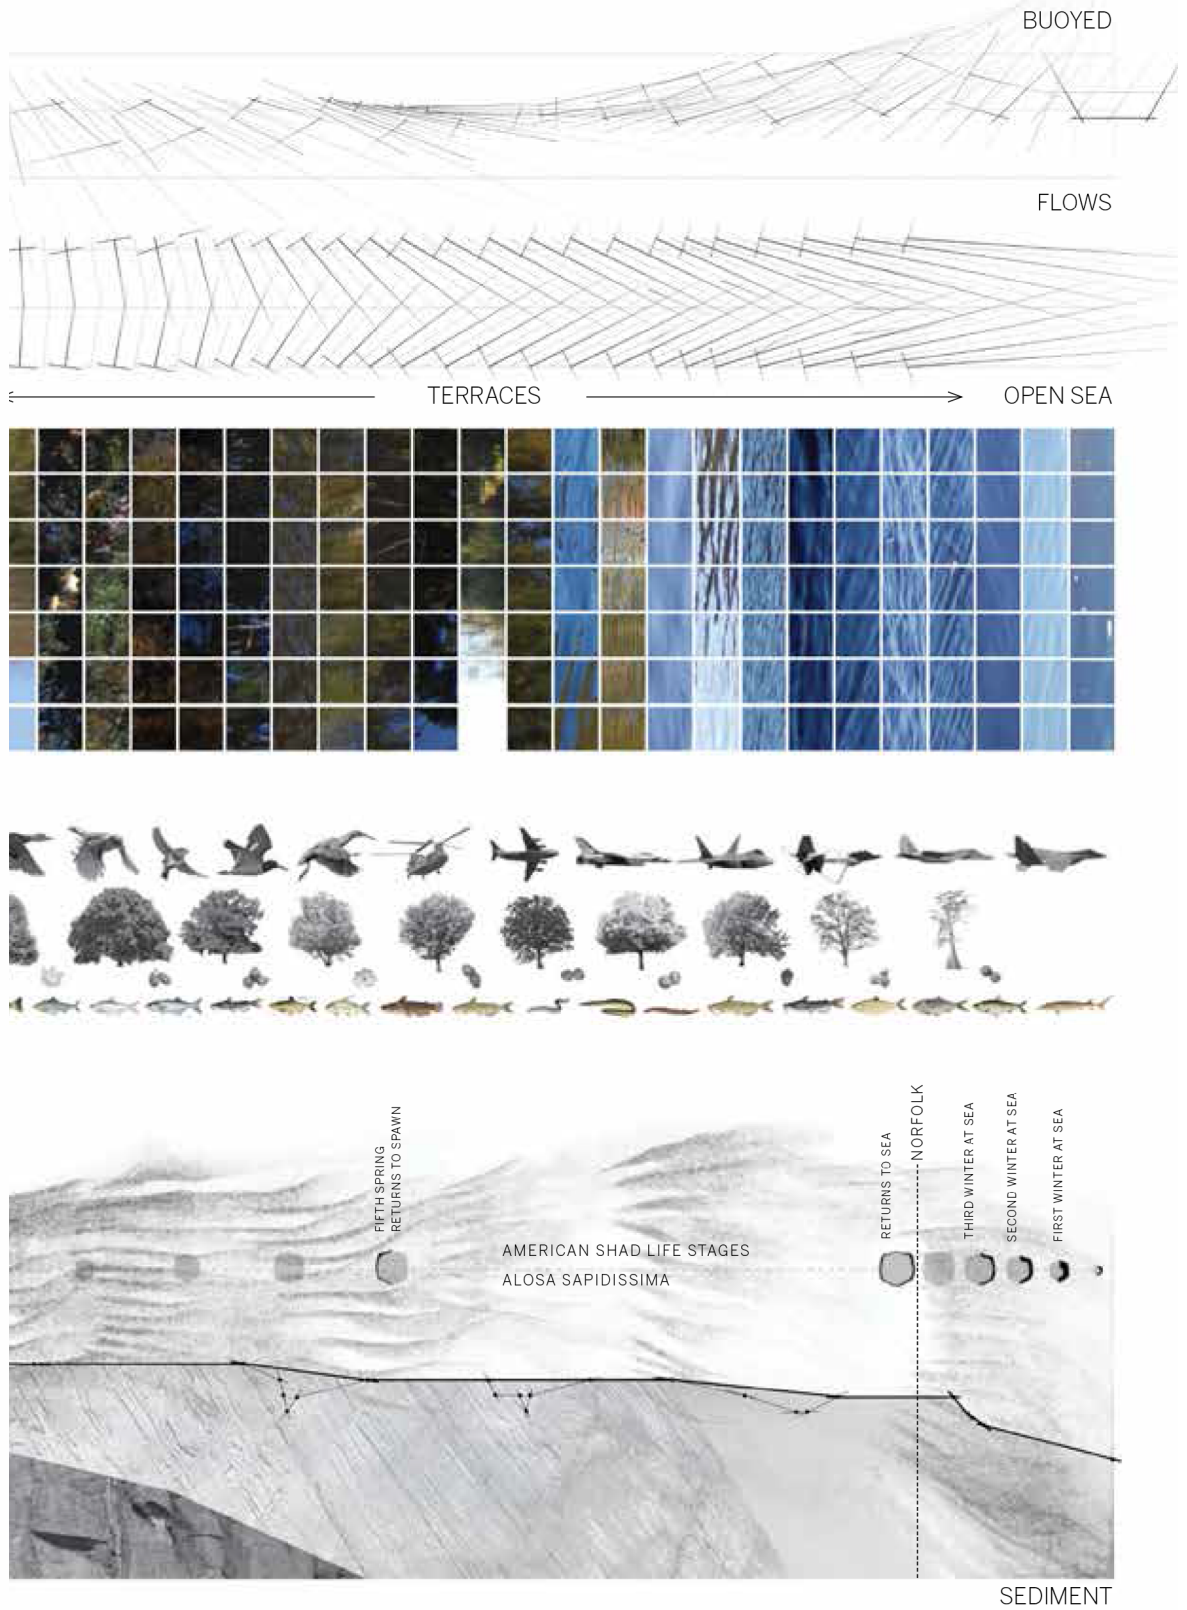 BUOYED
FLOWS
TERRACES
OPEN SEA
FIFTH SPRING
RETURNS TO SPAWN
AMERICAN SHAD LIFE STAGES
ALOSA SAPIDISSIMA
RETURNS TO SEA
NORFOLK
THIRD WINTER AT SEA
SECOND WINTER AT SEA
FIRST WINTER AT SEA
SEDIMENT